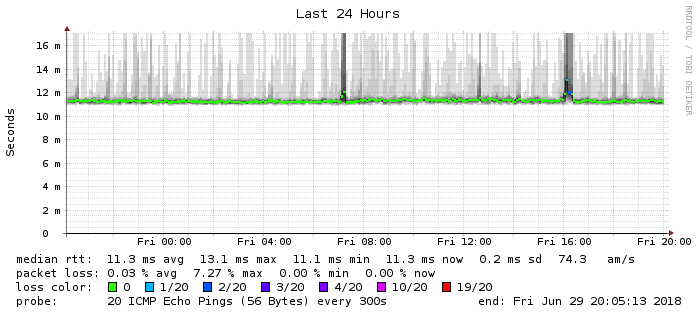 Last 24 Hours
RRDTOOL / TOBI OETIKER
16 m
14 m
12 m
10 m
8 m
6 m
4 m
2 m
0
Seconds
Fri 00:00 Fri 04:00 Fri 08:00 Fri 12:00 Fri 16:00 Fri 20:00
median rtt: 11.3 ms avg 13.1 ms max 11.1 ms min 11.3 ms now 0.2 ms sd 74.3 am/s
packet loss: 0.03 % avg 7.27 % max 0.00 % min 0.00 % now
loss color: 0 1/20 2/20 3/20 4/20 10/20 19/20
probe: 20 ICMP Echo Pings (56 Bytes) every 300s end: Fri Jun 29 20:05:13 2018